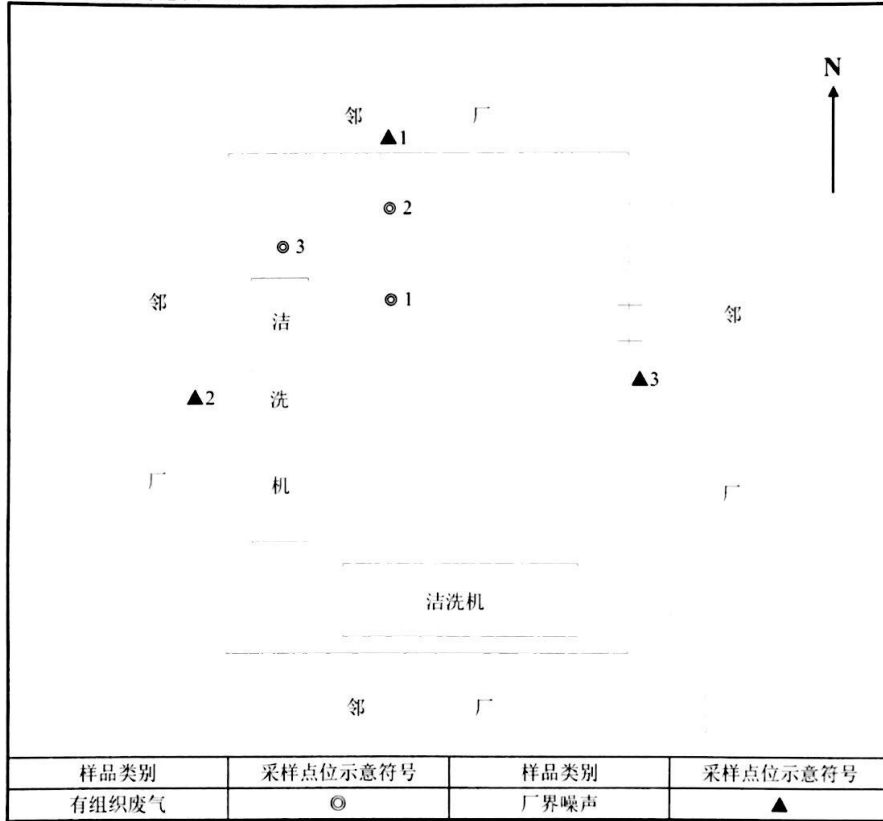 N
邻 厂
▲1
◎ 2
◎ 3
◎ 1
邻
厂
洁
洗
机
邻
厂
▲2
▲3
洁洗机
邻 厂
样品类别 采样点位示意符号 样品类别 采样点位示意符号
有组织废气 ◎ 厂界噪声 ▲